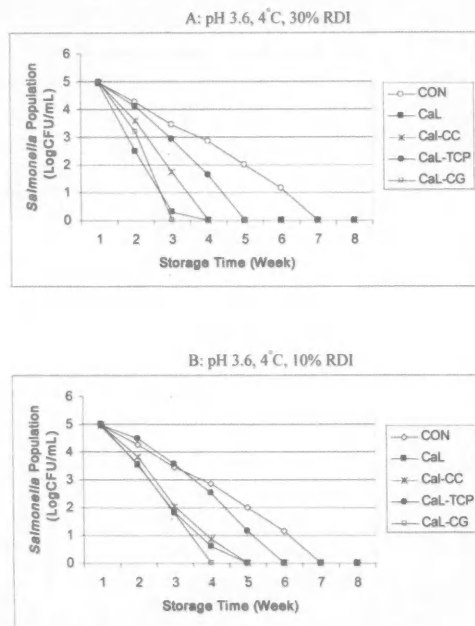 A: pH 3.6, 4°C, 30% RDI
6
5
4
3
2
1
0
Salmonella Population
(LogCFU/mL)
1 2 3 4 5 6 7 8
Storage Time (Week)
CON
CaL
Cal-CC
CaL-TCP
CaL-CG
B: pH 3.6, 4°C, 10% RDI
6
5
4
3
2
1
0
Salmonella Population
(LogCFU/mL)
1 2 3 4 5 6 7 8
Storage Time (Week)
CON
CaL
Cal-CC
CaL-TCP
CaL-CG